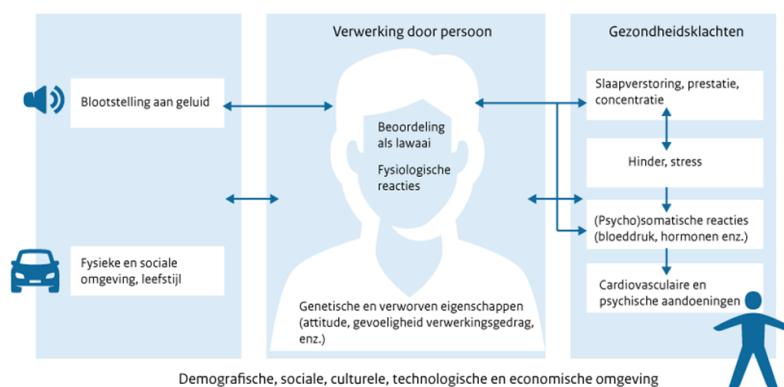 Verwerking door persoon
Gezondheidsklachten
Blootstelling aan geluid
Fysieke en sociale
omgeving, leefstijl
Beoordeling
als lawaai
Fysiologische
reacties
Genetische en verworven eigenschappen
(attitude, gevoeligheid verwerkingsgedrag,
enz.)
Slaapverstoring, prestatie,
concentratie
Hinder, stress
(Psycho)somatische reacties
(bloeddruk, hormonen enz.)
Cardiovasculaire en
psychische aandoeningen
Demografische, sociale, culturele, technologische en economische omgeving